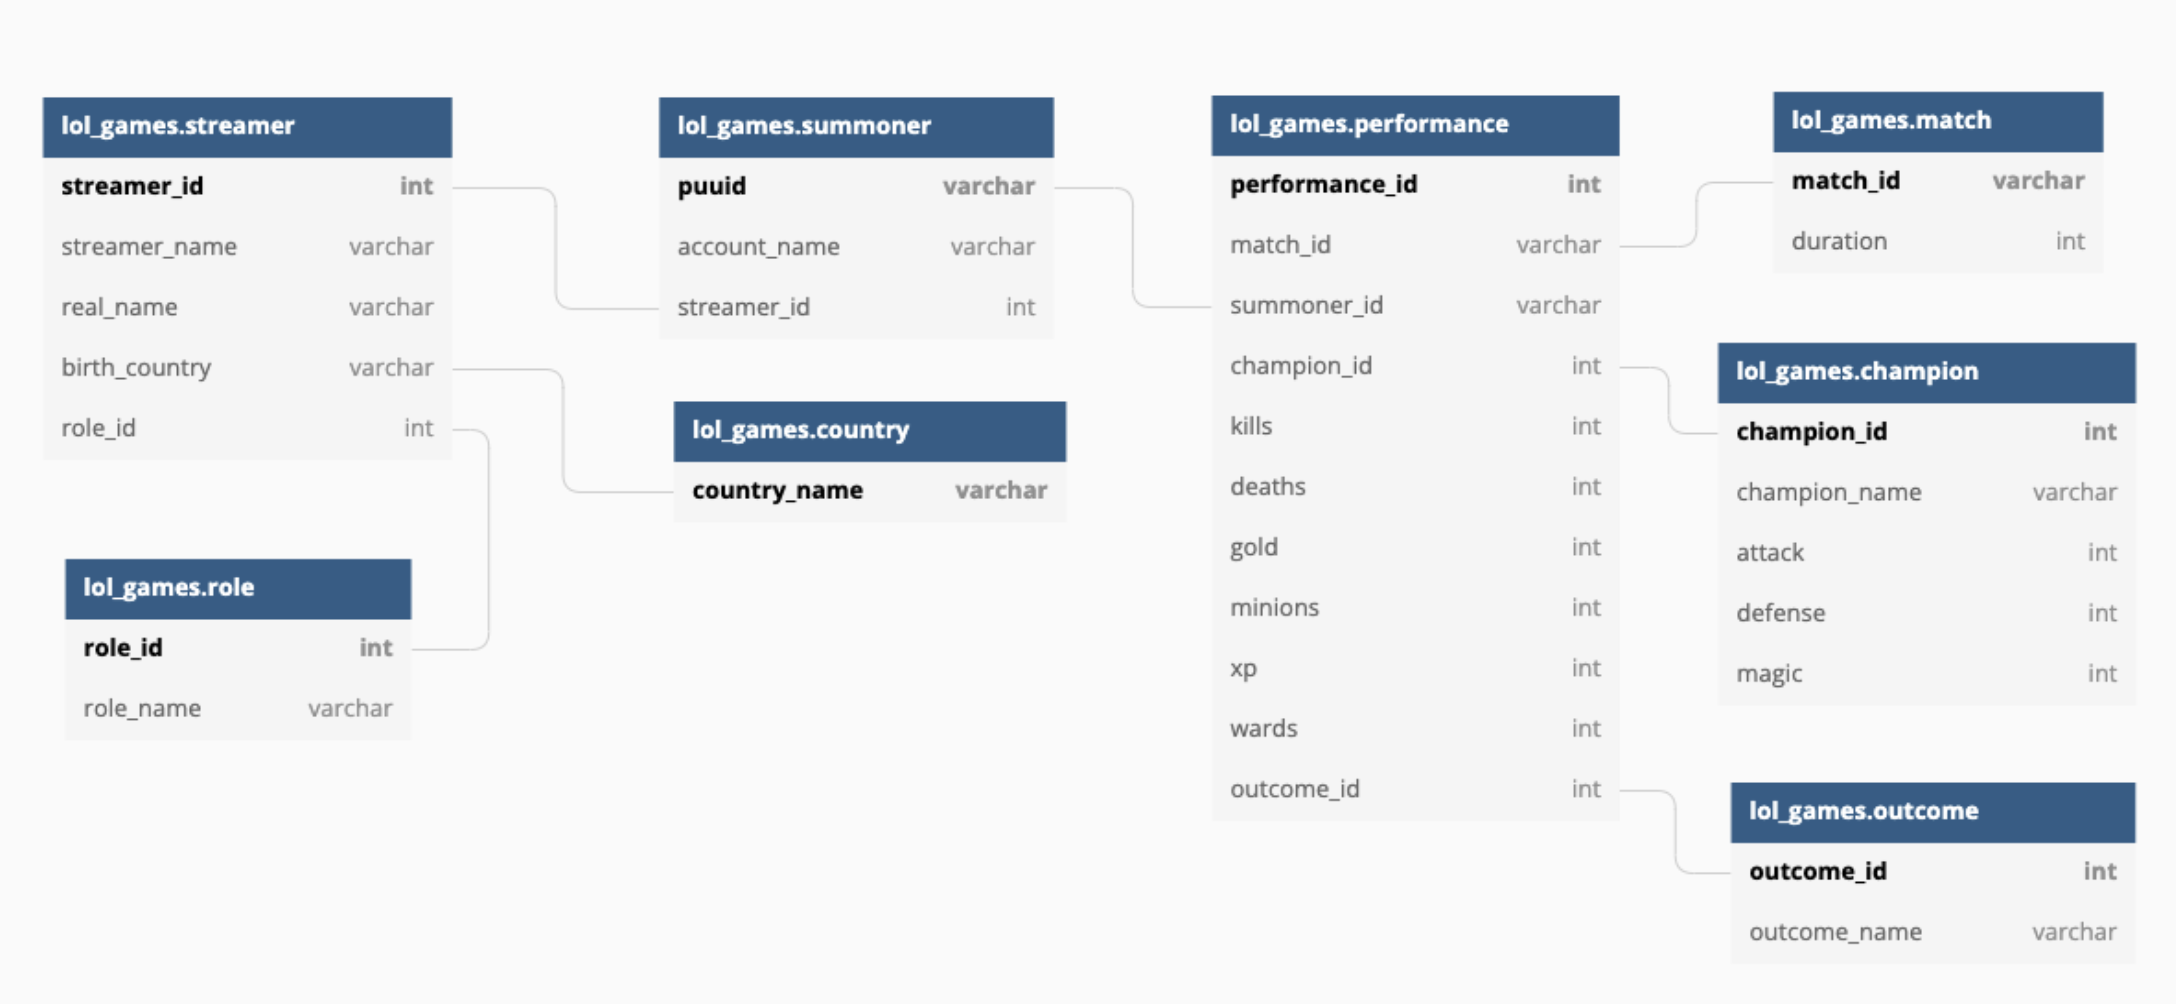 lol_games.streamer
streamer_id int
streamer_name varchar
real_name varchar
birth_country varchar
role_id int
lol_games.role
role_id int
role_name varchar
lol_games.summoner
puuid varchar
account_name varchar
streamer_id int
lol_games.country
country_name varchar
lol_games.performance
performance_id int
match_id varchar
summoner_id varchar
champion_id int
kills int
deaths int
gold int
minions int
xp int
wards int
outcome_id int
lol_games.match
match_id varchar
duration int
lol_games.champion
champion_id int
champion_name varchar
attack int
defense int
magic int
lol_games.outcome
outcome_id int
outcome_name varchar